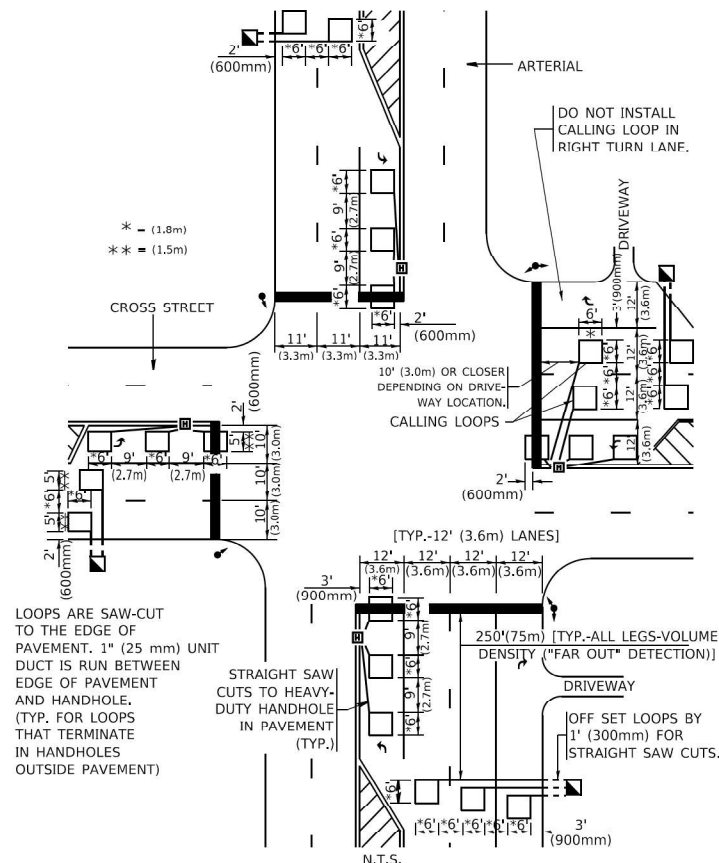 *6'
2'
(600mm)
*6' *6' *6'
ARTERIAL
DO NOT INSTALL
CALLING LOOP IN
RIGHT TURN LANE.
DRIVEWAY
* = (1.8m)
** = (1.5m)
*6'
9'
(2.7m)
*6'
9'
(2.7m)
*6'
H
*6'
2'
(600mm)
11' 11' 11'
(3.3m) (3.3m) (3.3m)
CROSS STREET
3'(900mm)
12'
(3.6m)
6'
*
*6'
*6'
*6'
12'
(3.6m)
12'
(3.6m)
*6'
*6'
*6'
12'
(3.6m)
10' (3.0m) OR CLOSER
DEPENDING ON DRIVE-
WAY LOCATION.
CALLING LOOPS
H
2'
(600mm)
2'
(600mm)
H
5'
**
10'
(3.0m)
10'
(3.0m)
10'
(3.0m)
*6' 9' *6' 9' *6'
(2.7m) (2.7m)
5'
**
*6'
*6'
5'
**
2'
(600mm)
[TYP.-12' (3.6m) LANES]
12' 12' 12' 12'
(3.6m) (3.6m) (3.6m) (3.6m)
3'
(900mm)
*6'
*6'
9'
(2.7m)
*6'
9'
(2.7m)
*6'
H
250'(75m) [TYP.-ALL LEGS-VOLUME
DENSITY ("FAR OUT" DETECTION)]
DRIVEWAY
LOOPS ARE SAW-CUT
TO THE EDGE OF
PAVEMENT. 1" (25 mm) UNIT
DUCT IS RUN BETWEEN
EDGE OF PAVEMENT
AND HANDHOLE.
(TYP. FOR LOOPS
THAT TERMINATE
IN HANDHOLES
OUTSIDE PAVEMENT)
STRAIGHT SAW
CUTS TO HEAVY-
DUTY HANDHOLE
IN PAVEMENT
(TYP.)
OFF SET LOOPS BY
1' (300mm) FOR
STRAIGHT SAW CUTS.
*6'
*6' *6' *6' *6' *6'
3'
(900mm)
N.T.S.